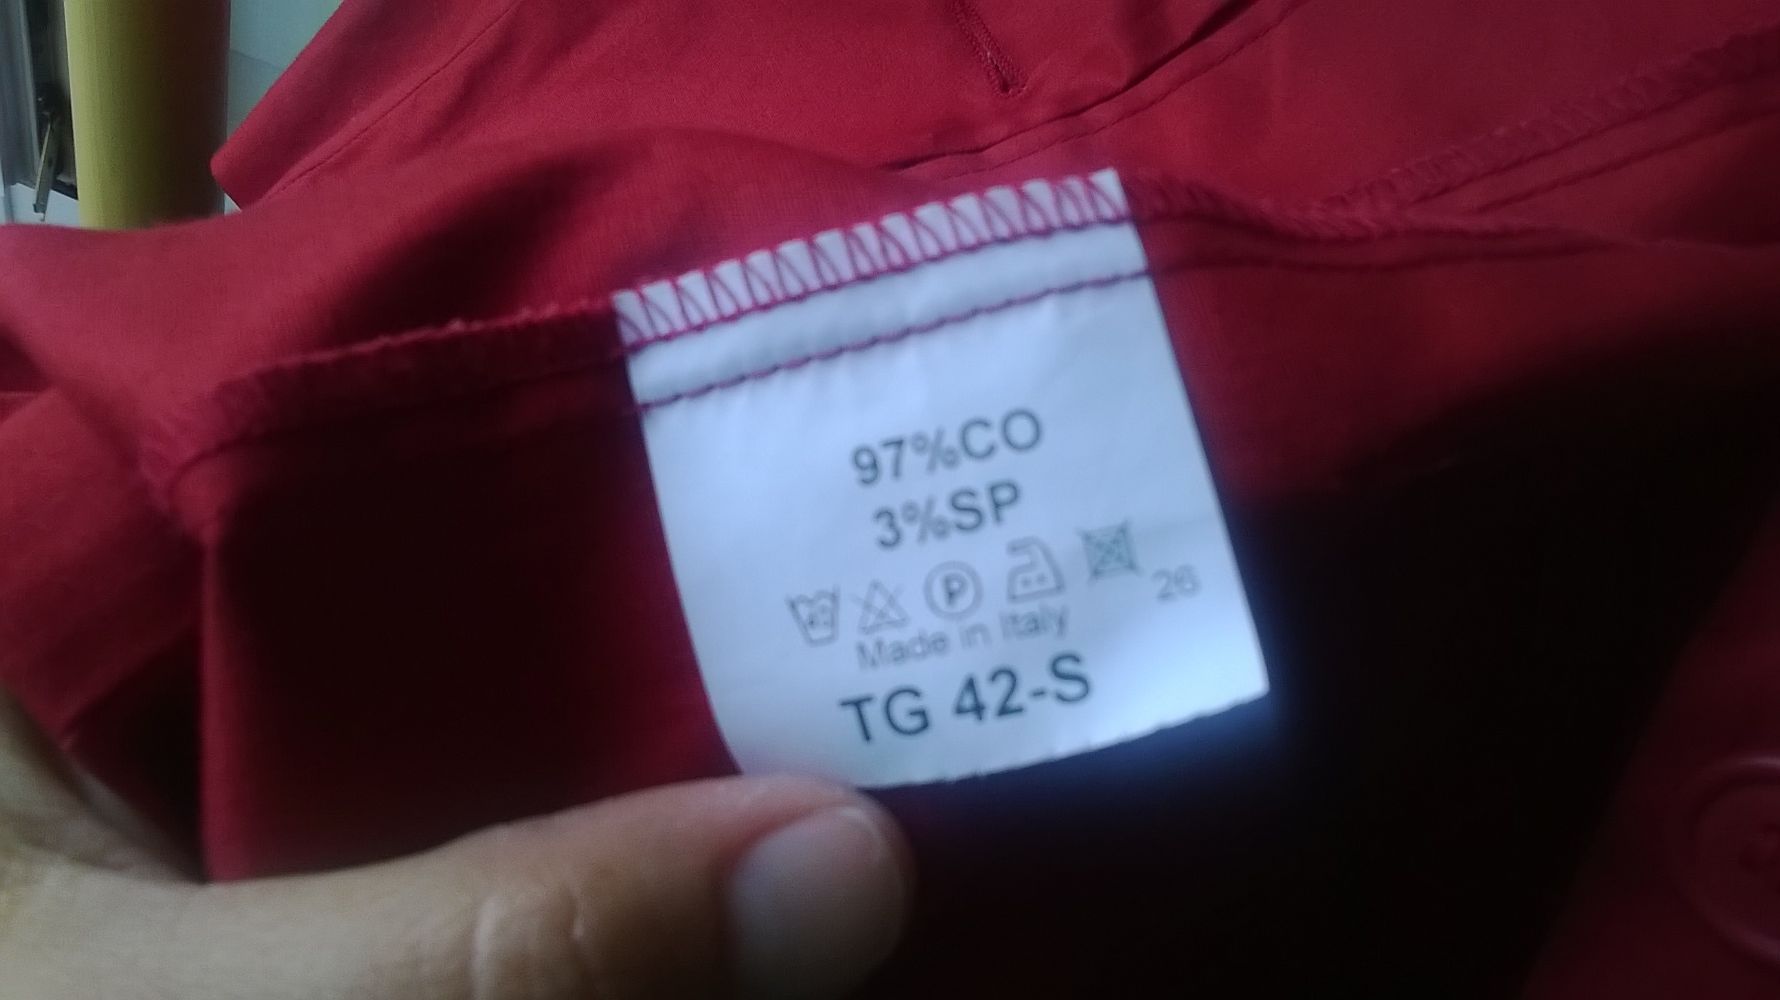 97%CO
3%SP
P
26
Made in Italy
TG 42-S